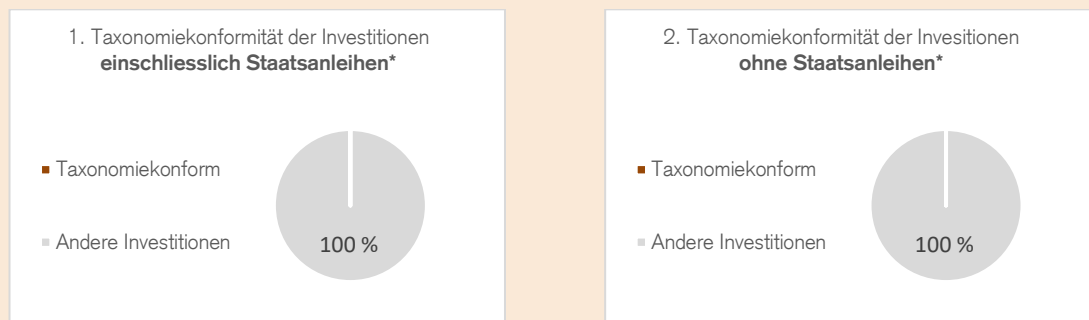 1. Taxonomiekonformität der Investitionen
einschliesslich Staatsanleihen*
Taxonomiekonform
Andere Investitionen
100 %
2. Taxonomiekonformität der Invesitionen
ohne Staatsanleihen*
Taxonomiekonform
Andere Investitionen
100 %